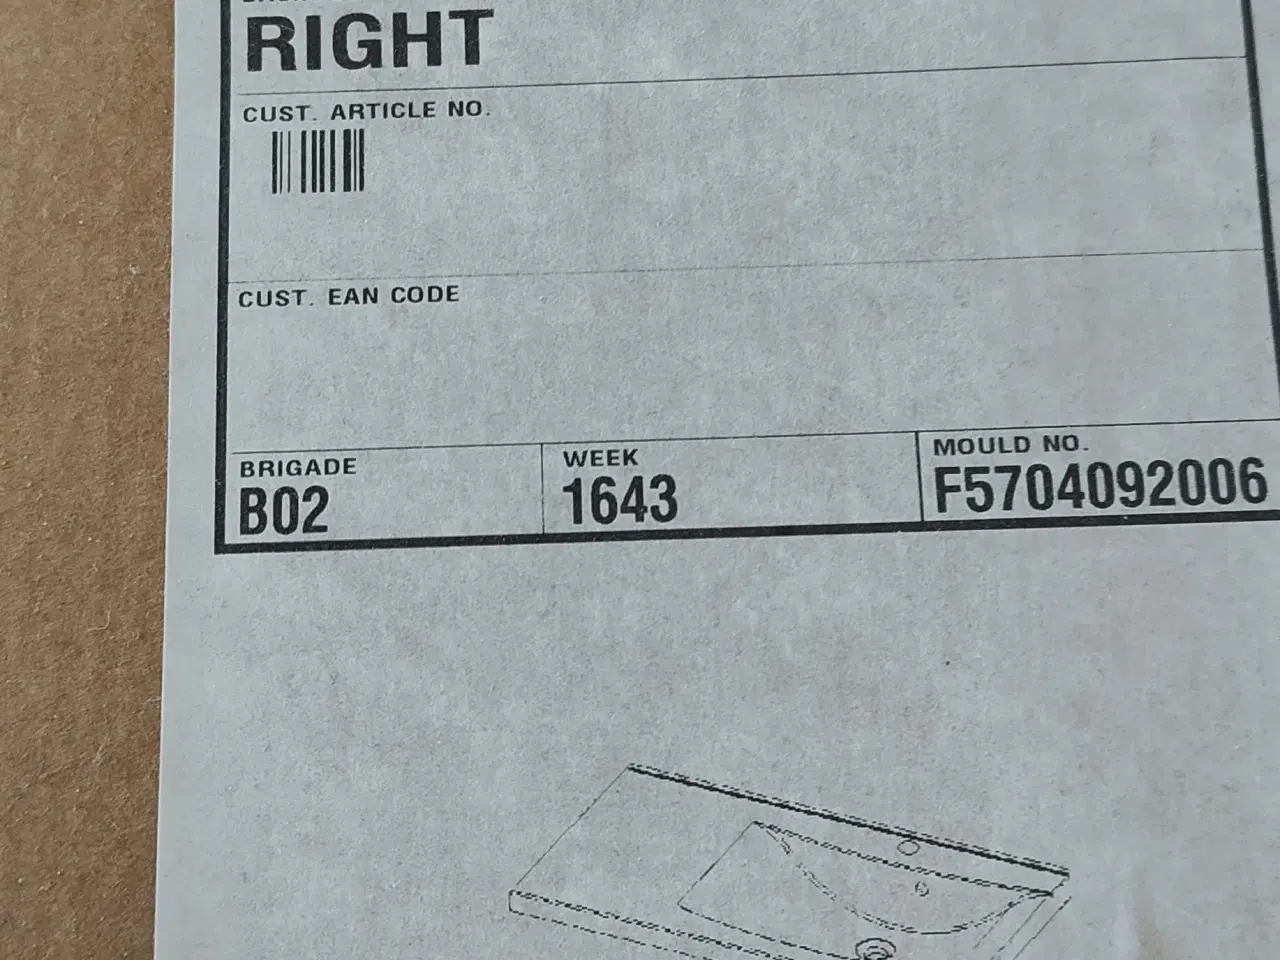 RIGHT
CUST. ARTICLE NO.
CUST. EAN CODE
BRIGADE
B02
WEEK
1643
MOULD NO.
F5704092006